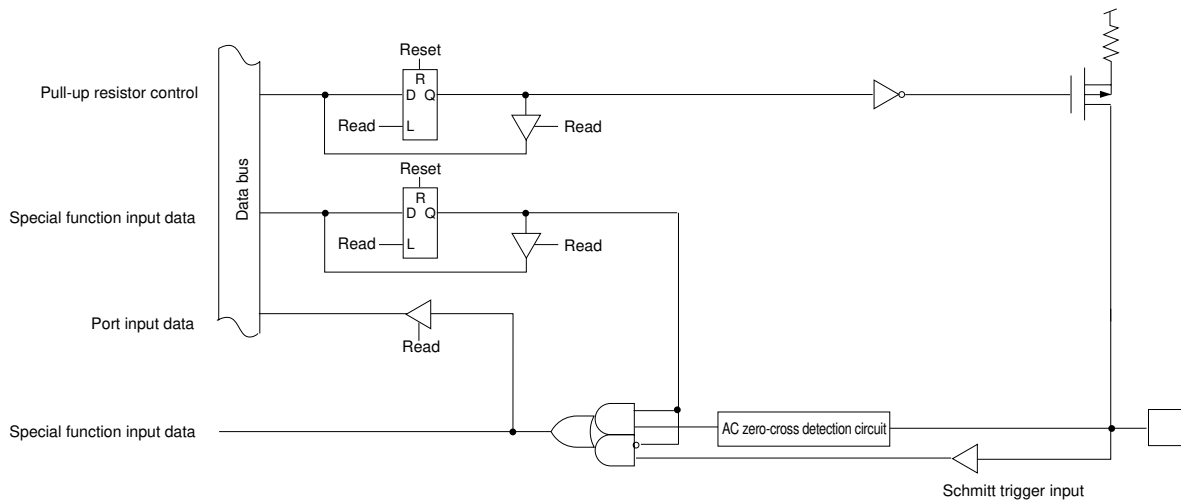 Reset
Pull-up resistor control
R
D Q
Read
L
Read
Data bus
Reset
Special function input data
R
D Q
Read
L
Read
Port input data
Read
Special function input data
AC zero-cross detection circuit
Schmitt trigger input